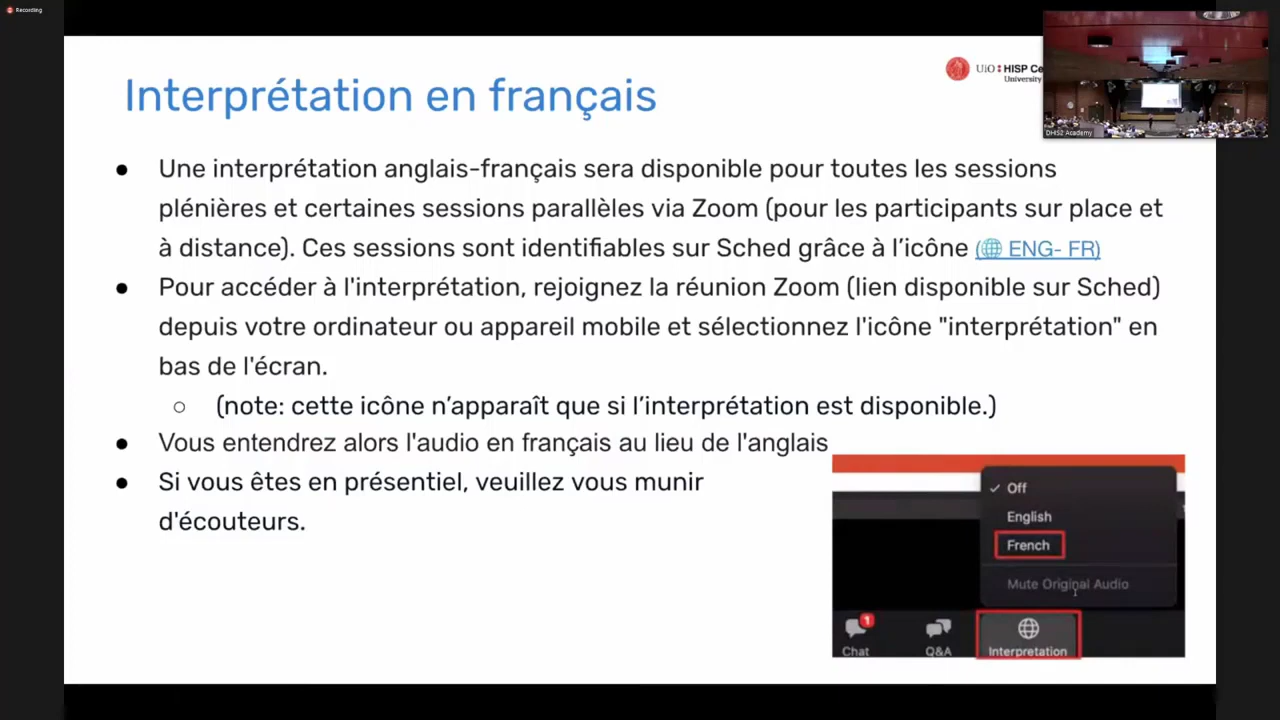 Recording
Interprétation en français
UiO HISP Ce
University
DHIS2 Academy
● Une interprétation anglais-français sera disponible pour toutes les sessions
plénières et certaines sessions parallèles via Zoom (pour les participants sur place et
à distance). Ces sessions sont identifiables sur Sched grâce à l’icône (🌐 ENG- FR)
● Pour accéder à l'interprétation, rejoignez la réunion Zoom (lien disponible sur Sched)
depuis votre ordinateur ou appareil mobile et sélectionnez l'icône "interprétation" en
bas de l'écran.
○ (note: cette icône n’apparaît que si l’interprétation est disponible.)
● Vous entendrez alors l'audio en français au lieu de l'anglais
● Si vous êtes en présentiel, veuillez vous munir
d'écouteurs.
✓ Off
English
French
Mute Original Audio
1
Chat Q&A Interpretation